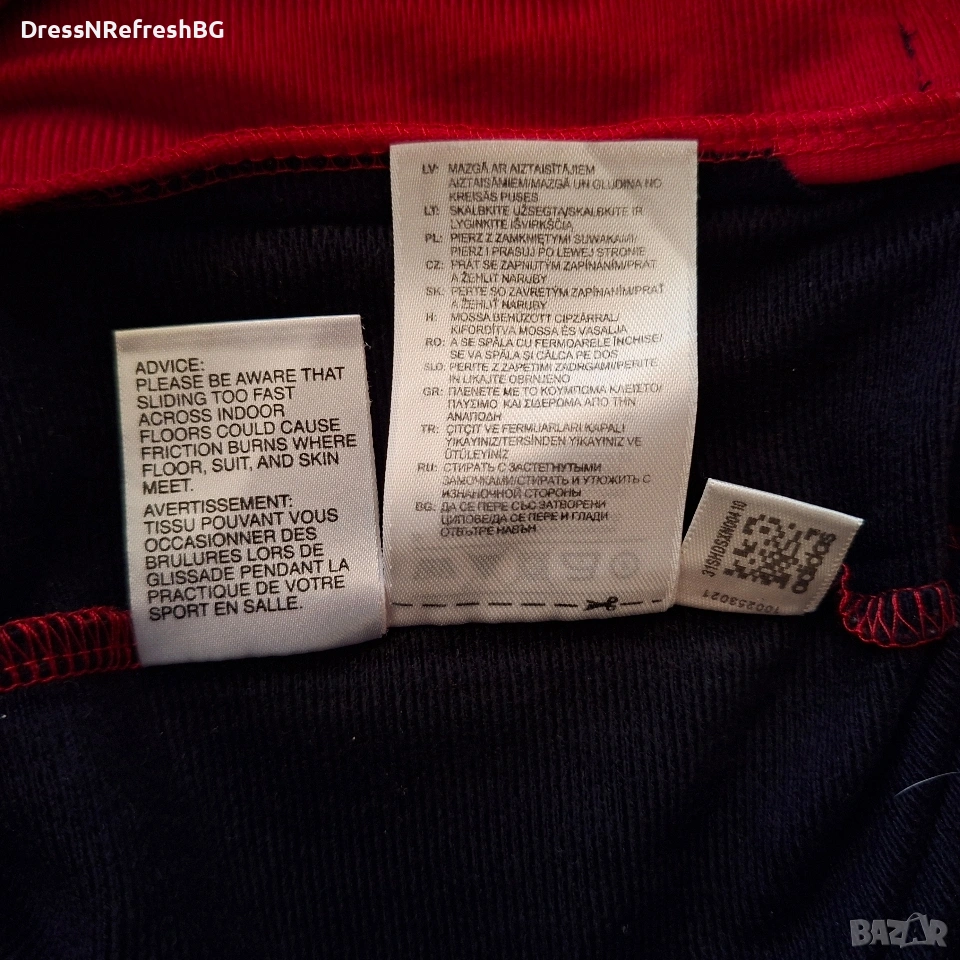 DressNRefreshBG
ADVICE:
PLEASE BE AWARE THAT
SLIDING TOO FAST
ACROSS INDOOR
FLOORS COULD CAUSE
FRICTION BURNS WHERE
FLOOR, SUIT, AND SKIN
MEET.
AVERTISSEMENT:
TISSU POUVANT VOUS
OCCASIONNER DES
BRULURES LORS DE
GLISSADE PENDANT LA
PRACTIQUE DE VOTRE
SPORT EN SALLE.
LV: MAZGĀ AR AIZTAISĪTĀJIEM
AIZTAISĀMIEM/MAZGĀ UN GLUDINA NO
KREISĀS PUSES
LT: SKALBKITE UŽSEGTA/SKALBKITE IR
LYGINKITE IŠVIRKŠČIĄ
PL: PIERZ Z ZAMKNIĘTYMI SUWAKAMI/
PIERZ I PRASUJ PO LEWEJ STRONIE
CZ: PRÁT SE ZAPNUTÝM ZAPÍNÁNÍM/PRAT
A ŽEHLIT NARUBY
SK: PERTE SO ZAVRETÝM ZAPÍNANÍM/PRAŤ
A ŽEHLIŤ NARUBY
H: MOSSA BEHÚZOTT CIPZÁRRAL/
KIFORDÍTVA MOSSA ÉS VASALJA
RO: A SE SPĂLA CU FERMOARELE ÎNCHISE/
SE VA SPĂLA ŞI CĂLCA PE DOS
SLO: PERITE Z ZAPETIMI ZADRGAMI/PERITE
IN LIKAJTE OBRNJENO
GR: ΠΛΕΝΕΤΕ ΜΕ ΤΟ ΚΟΥΜΠΩΜΑ ΚΛΕΙΣΤΟ/
ΠΛΥΣΙΜΟ ΚΑΙ ΣΙΔΕΡΩΜΑ ΑΠΟ ΤΗΝ
ΑΝΑΠΟΔΗ
TR: ÇITÇIT VE FERMUARLARI KAPALI
YIKAYINIZ/TERSİNDEN YIKAYINIZ VE
ÜTÜLEYİNİZ
RU: СТИРАТЬ С ЗАСТЕГНУТЫМИ
ЗАМОЧКАМИ/СТИРАТЬ И УТЮЖИТЬ С
ИЗНАНОЧНОЙ СТОРОНЫ
BG: ДА СЕ ПЕРЕ СЪС ЗАТВОРЕНИ
ЦИПОВЕ/ДА СЕ ПЕРЕ И ГЛАДИ
ОТВЪТРЕ НАВЪН
31SHDSXN004 10
adidas
100253021
BAZAR